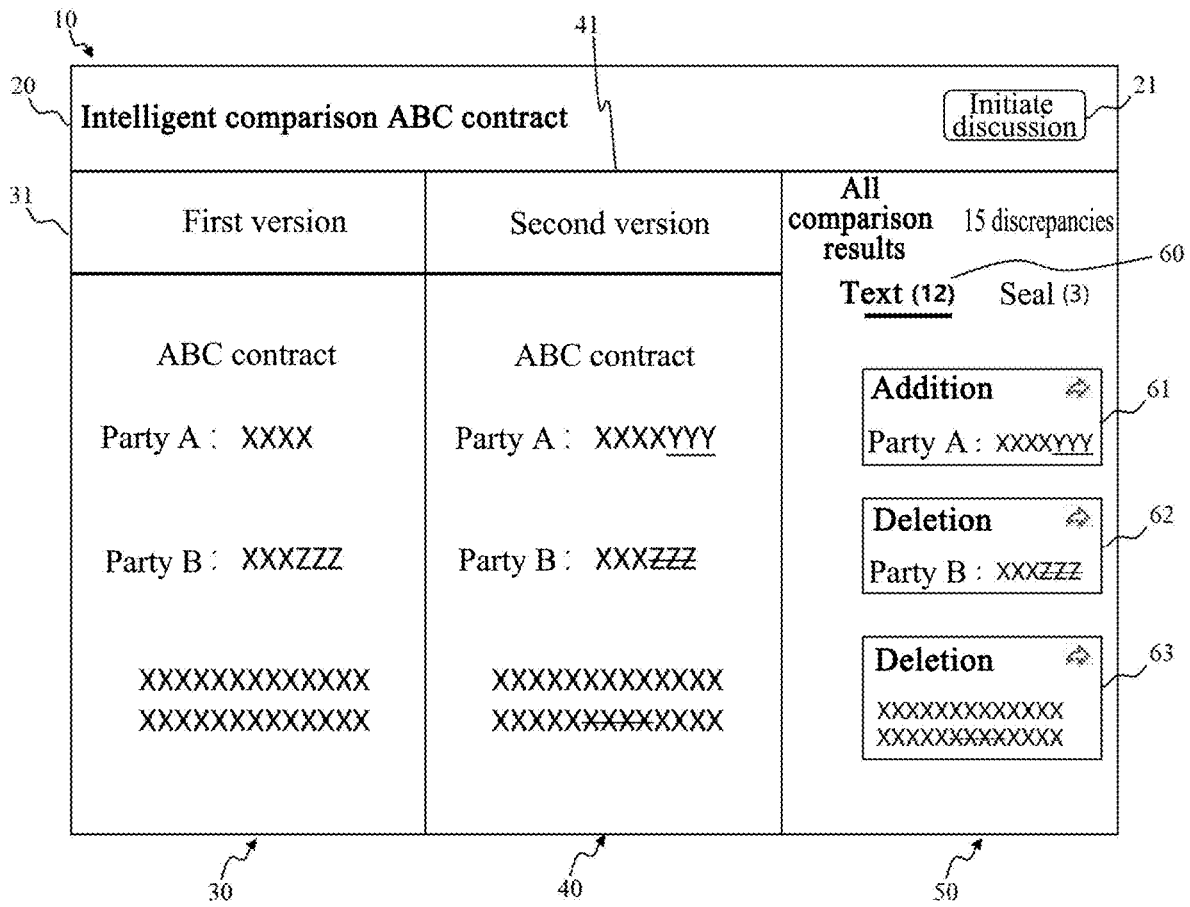 10
41
20
21
Intelligent comparison ABC contract
Initiate
discussion
31
First version
Second version
All
comparison
results
15 discrepancies
60
Text (12)
Seal (3)
ABC contract
ABC contract
Addition
61
Party A : XXXX
Party A : XXXXYYY
Party A : XXXXYYY
Deletion
62
Party B : XXXZZZ
Party B : XXXZZZ
Party B : XXXZZZ
Deletion
63
XXXXXXXXXXXXX
XXXXXXXXXXXXX
XXXXXXXXXXXXX
XXXXXXXXXXXXX
XXXXXXXXXXXXX
XXXXXXXXXXXXX
30
40
50